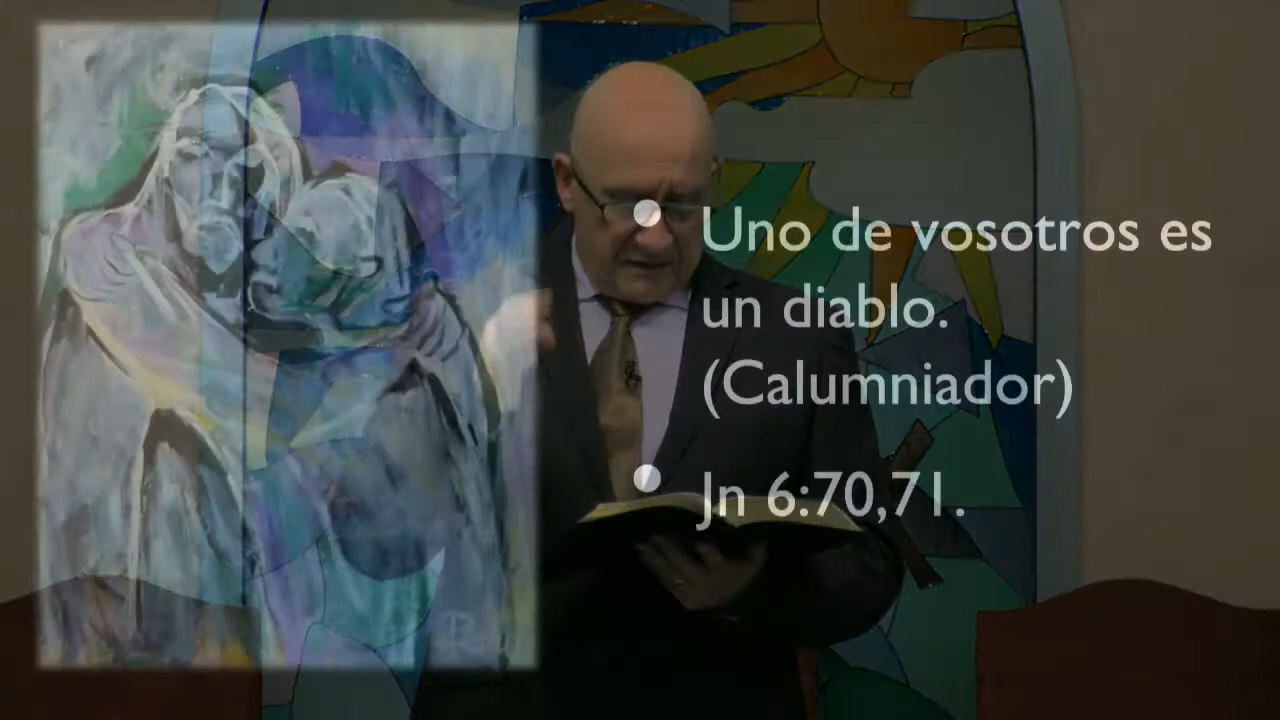 Uno de vosotros es
un diablo.
(Calumniador)
Jn 6:70,71.